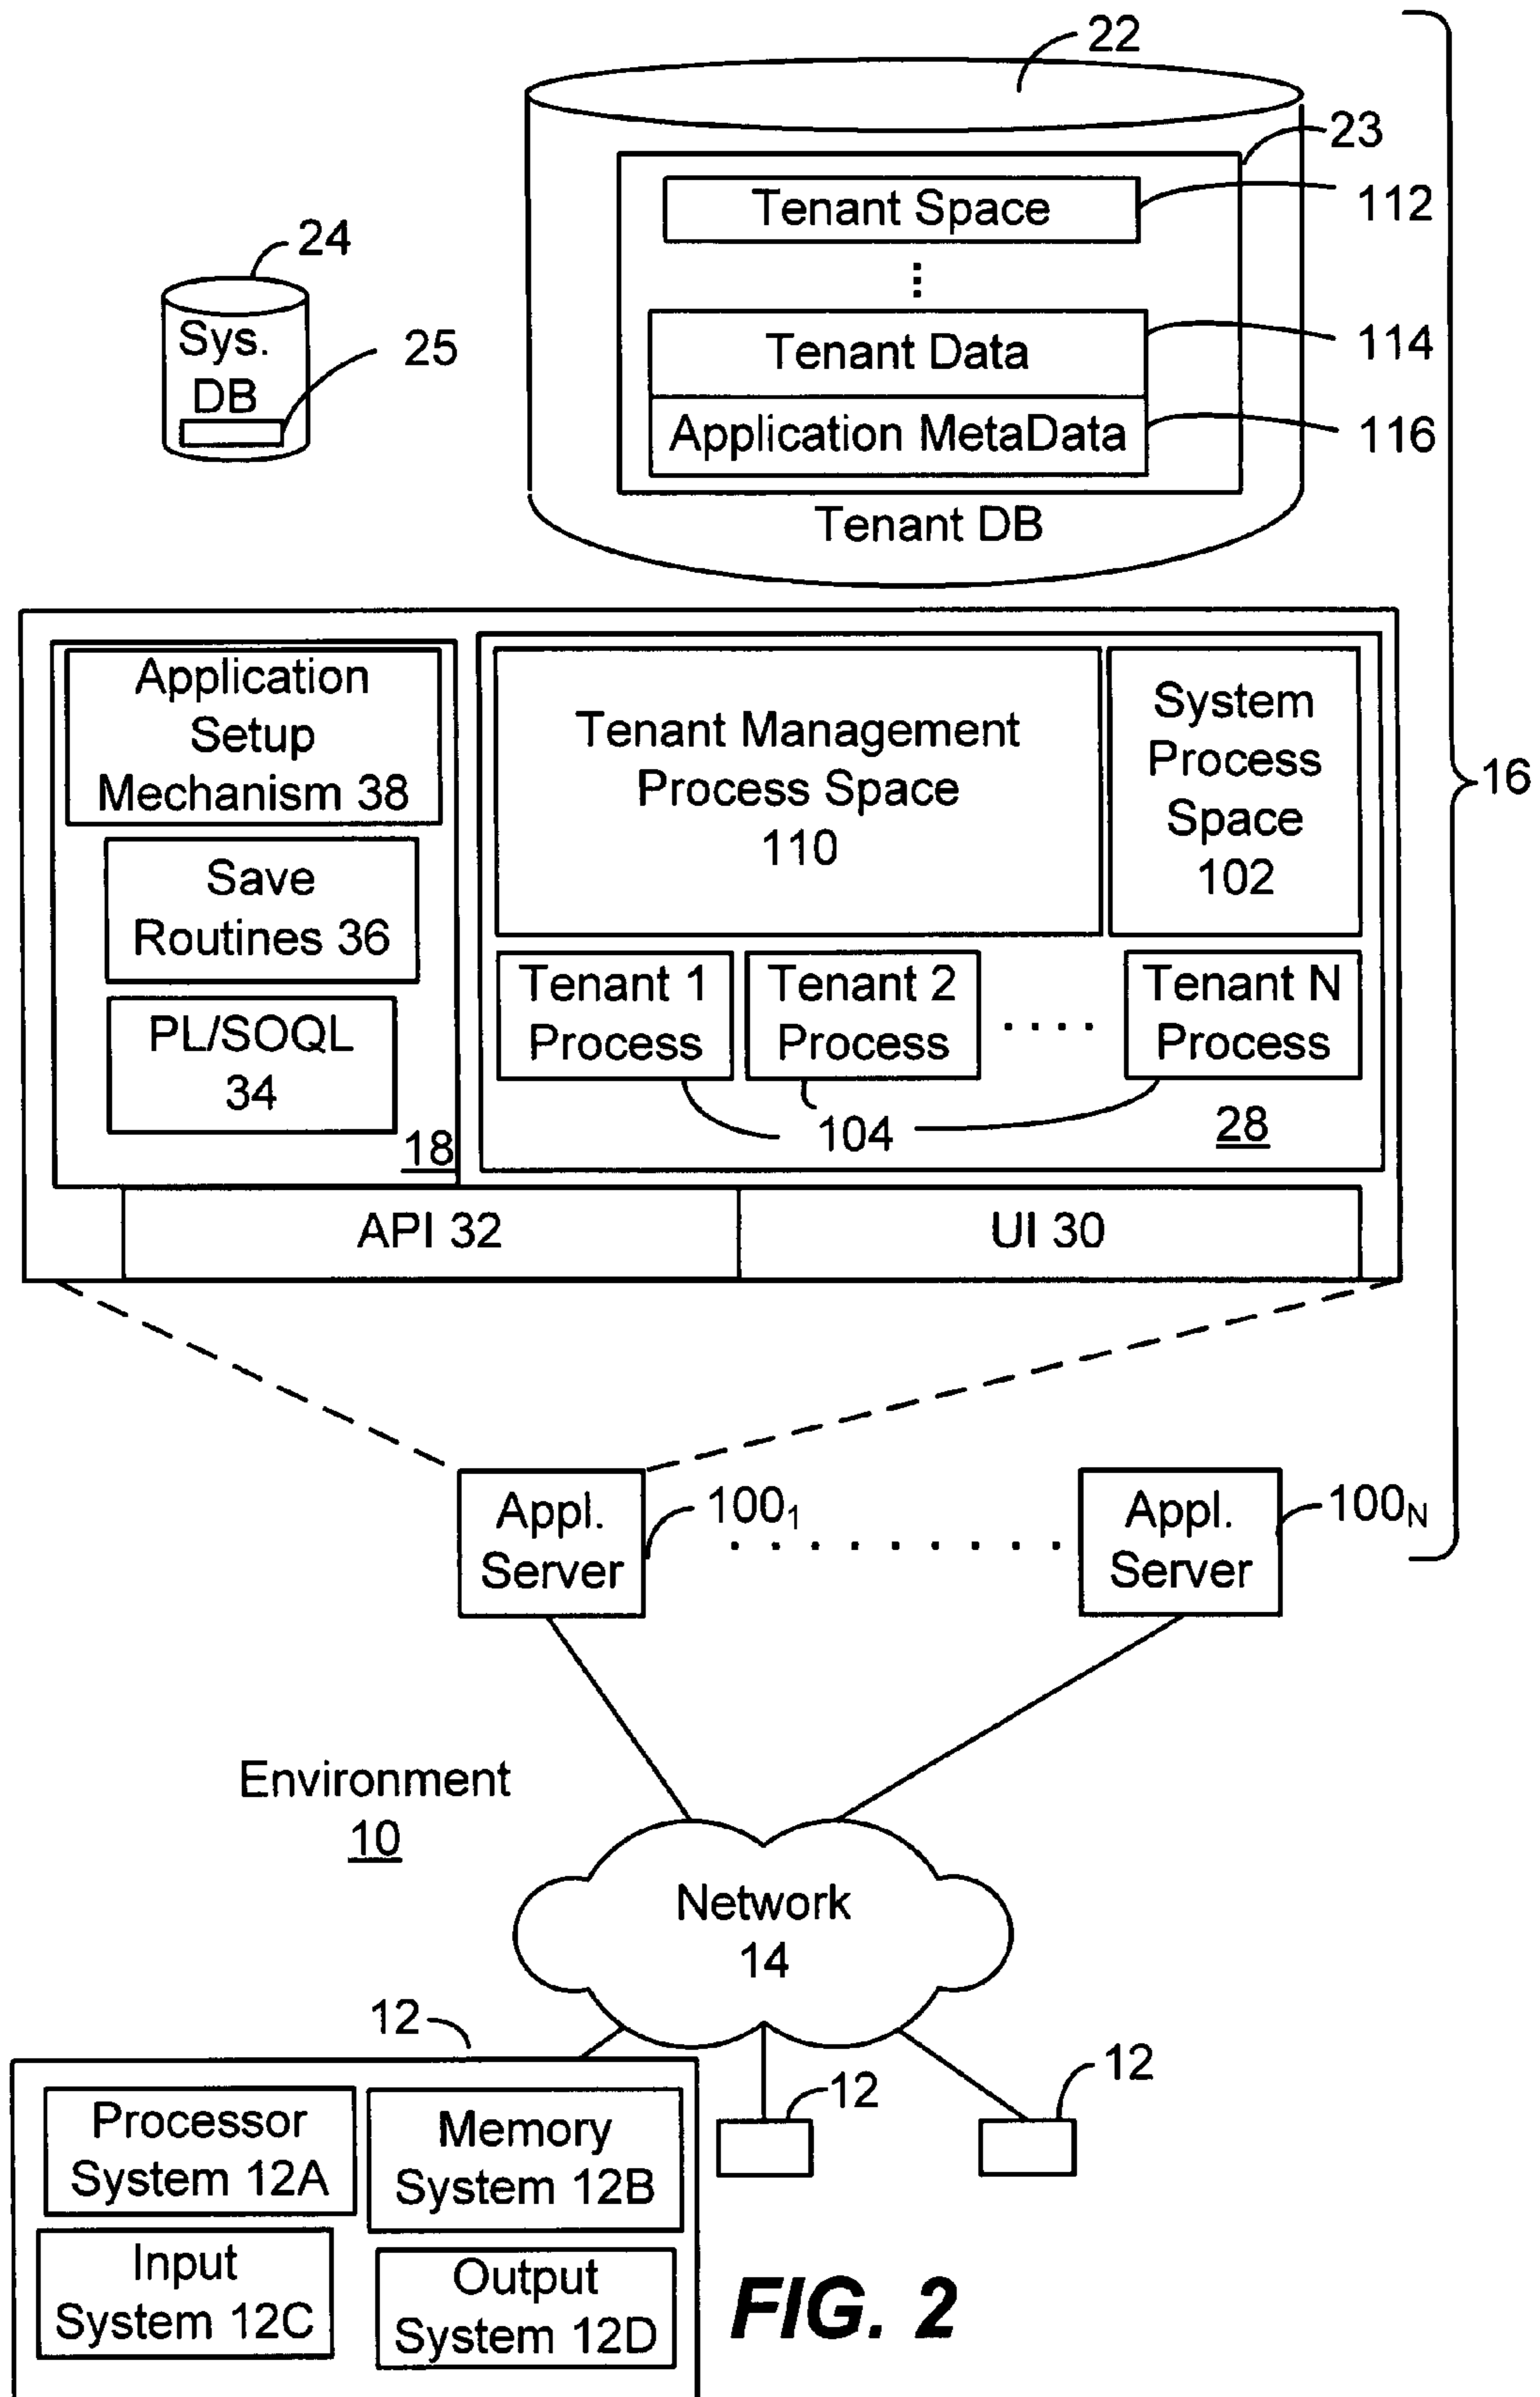 22
23
Tenant Space
112
24
Sys.
DB
25
Tenant Data
114
Application MetaData
116
Tenant DB
Application
Setup
Mechanism 38
Tenant Management
Process Space
110
System
Process
Space
102
16
Save
Routines 36
Tenant 1
Process
Tenant 2
Process
Tenant N
Process
PL/SOQL
34
104
28
18
API 32
UI 30
Appl.
Server
100₁
Appl.
Server
100N
Environment
10
Network
14
12
12
12
Processor
System 12A
Memory
System 12B
Input
System 12C
Output
System 12D
FIG. 2